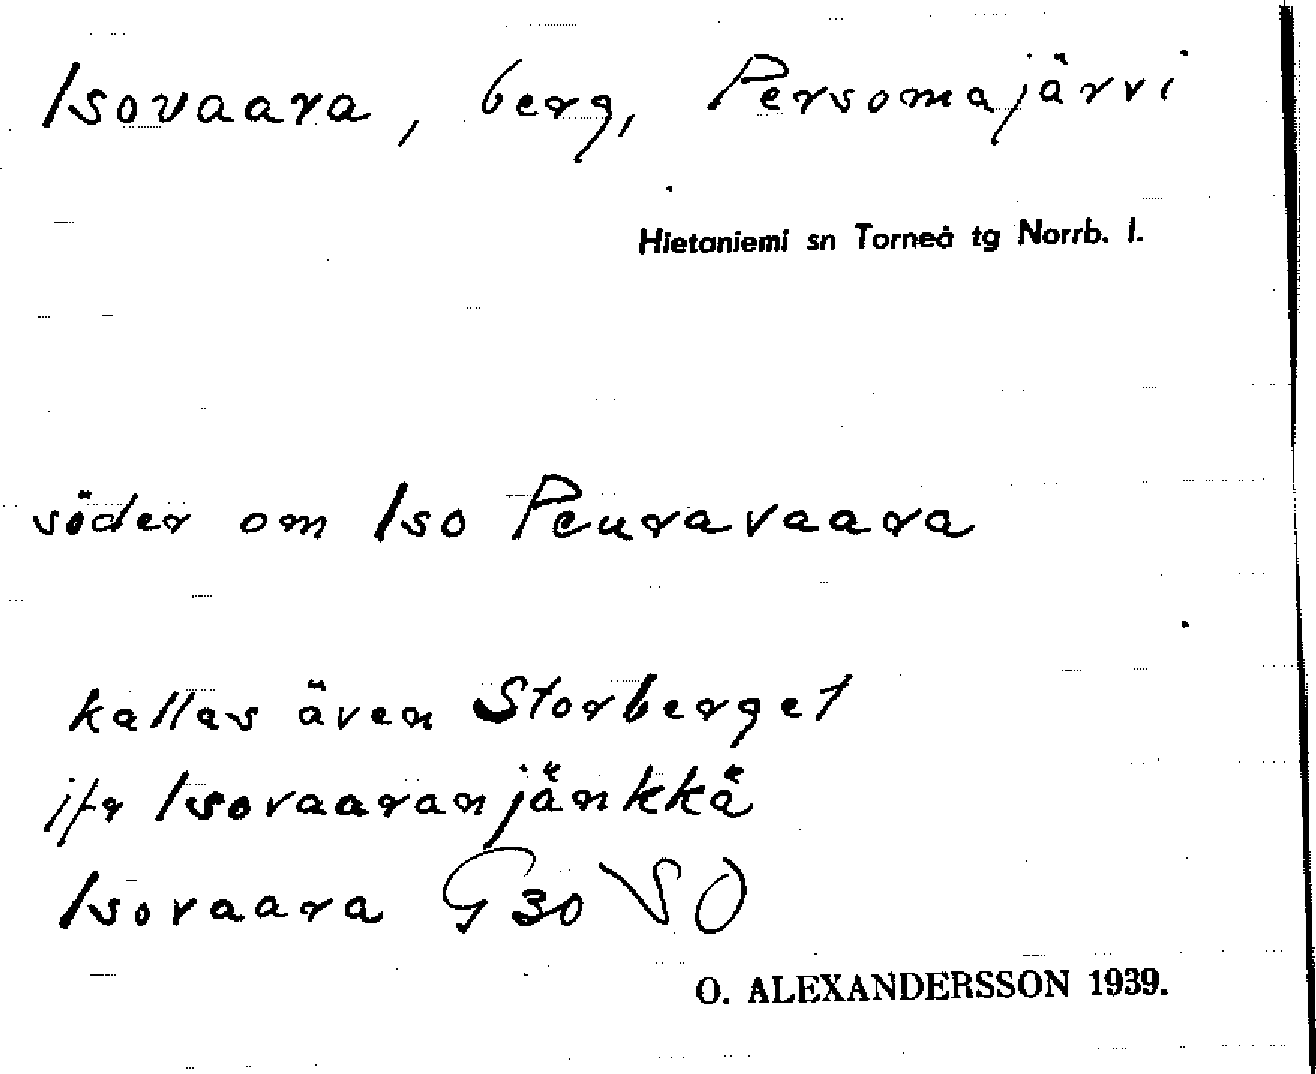 Isovaara, berg, Persomajärvi
Hietaniemi sn Torneå tg Norrb. l.
söder om Iso Peuravaara
kallas även Storberget
jfr Isovaaranjänkkä
Isovaara G30 VO
O. ALEXANDERSSON 1939.